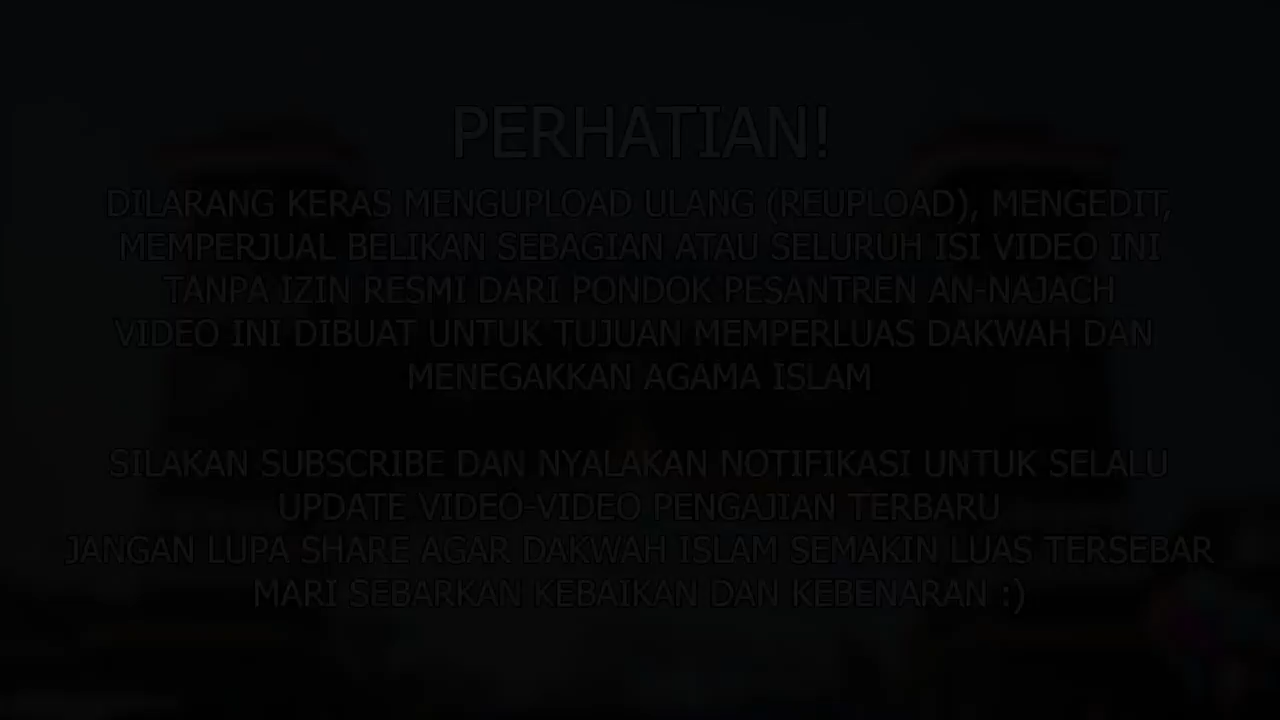 PERHATIAN!
DILARANG KERAS MENGUPLOAD ULANG (REUPLOAD), MENGEDIT,
MEMPERJUAL BELIKAN SEBAGIAN ATAU SELURUH ISI VIDEO INI
TANPA IZIN RESMI DARI PONDOK PESANTREN AN-NAJACH
VIDEO INI DIBUAT UNTUK TUJUAN MEMPERLUAS DAKWAH DAN
MENEGAKKAN AGAMA ISLAM
SILAKAN SUBSCRIBE DAN NYALAKAN NOTIFIKASI UNTUK SELALU
UPDATE VIDEO-VIDEO PENGAJIAN TERBARU
JANGAN LUPA SHARE AGAR DAKWAH ISLAM SEMAKIN LUAS TERSEBAR
MARI SEBARKAN KEBAIKAN DAN KEBENARAN :)